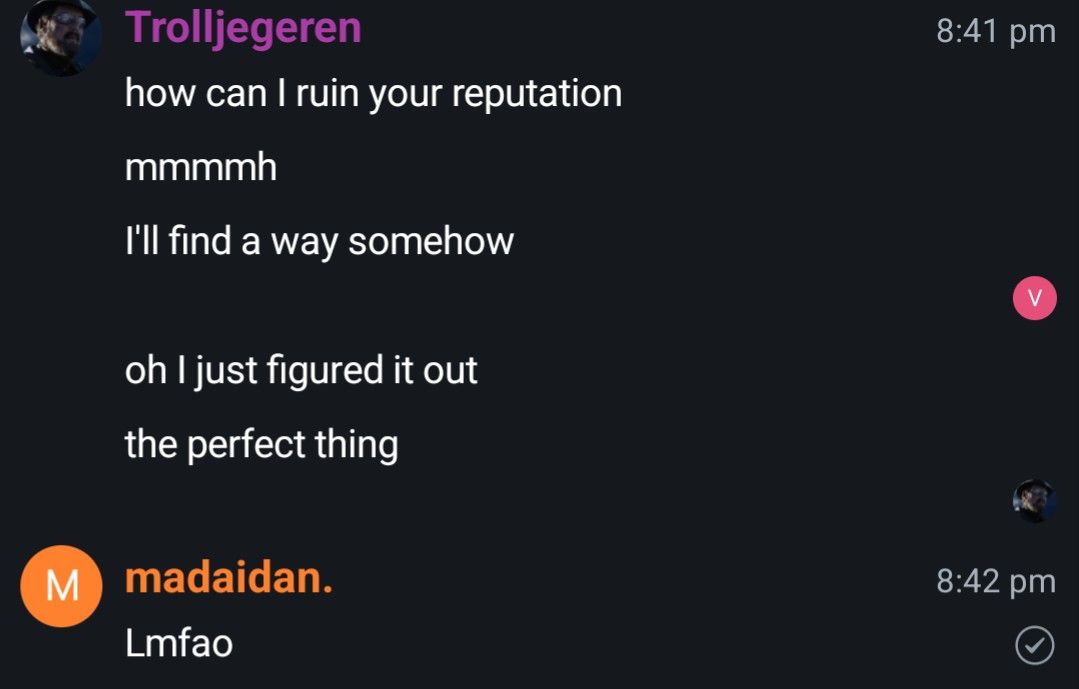 Trolljegeren
8:41 pm
how can I ruin your reputation
mmmmh
I'll find a way somehow
V
oh I just figured it out
the perfect thing
M
madaidan.
8:42 pm
Lmfao